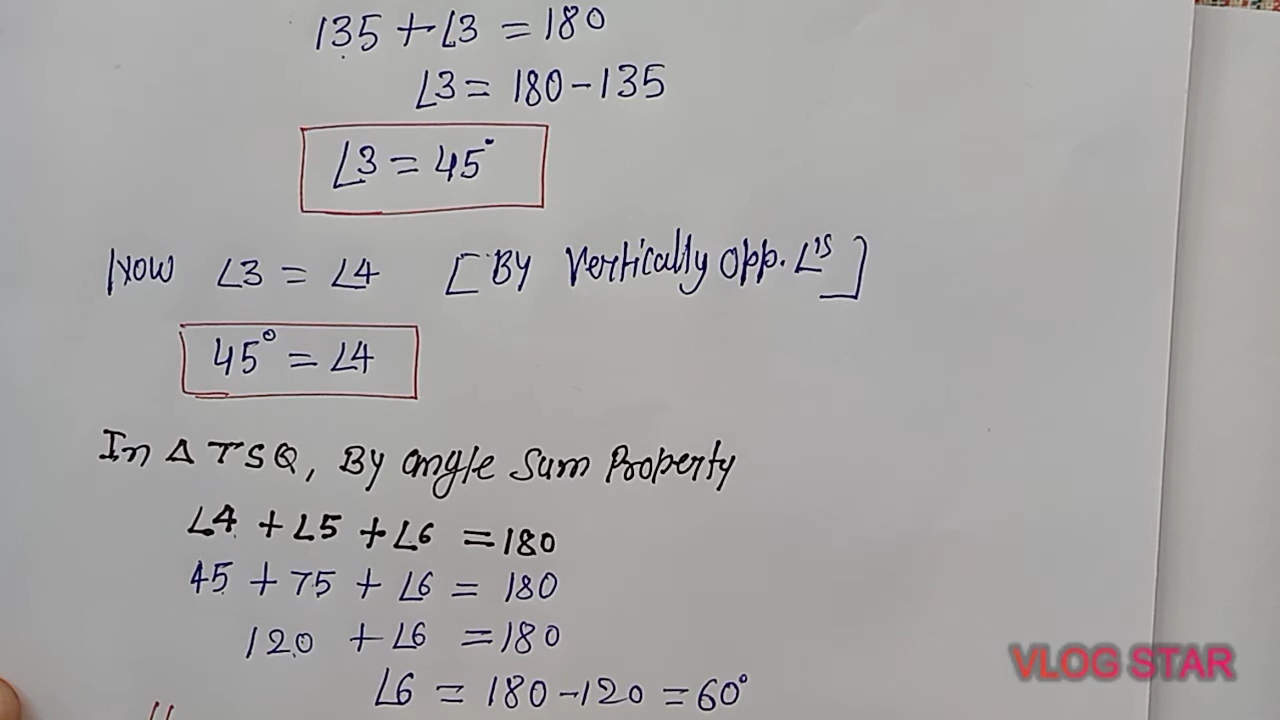 135 + ∠3 = 180
∠3 = 180 - 135
∠3 = 45°
Now ∠3 = ∠4 [By Vertically opp. ∠'s]
45° = ∠4
In Δ TSQ, By angle Sum Property
∠4 + ∠5 + ∠6 = 180
45 + 75 + ∠6 = 180
120 + ∠6 = 180
∠6 = 180 - 120 = 60°
VLOG STAR